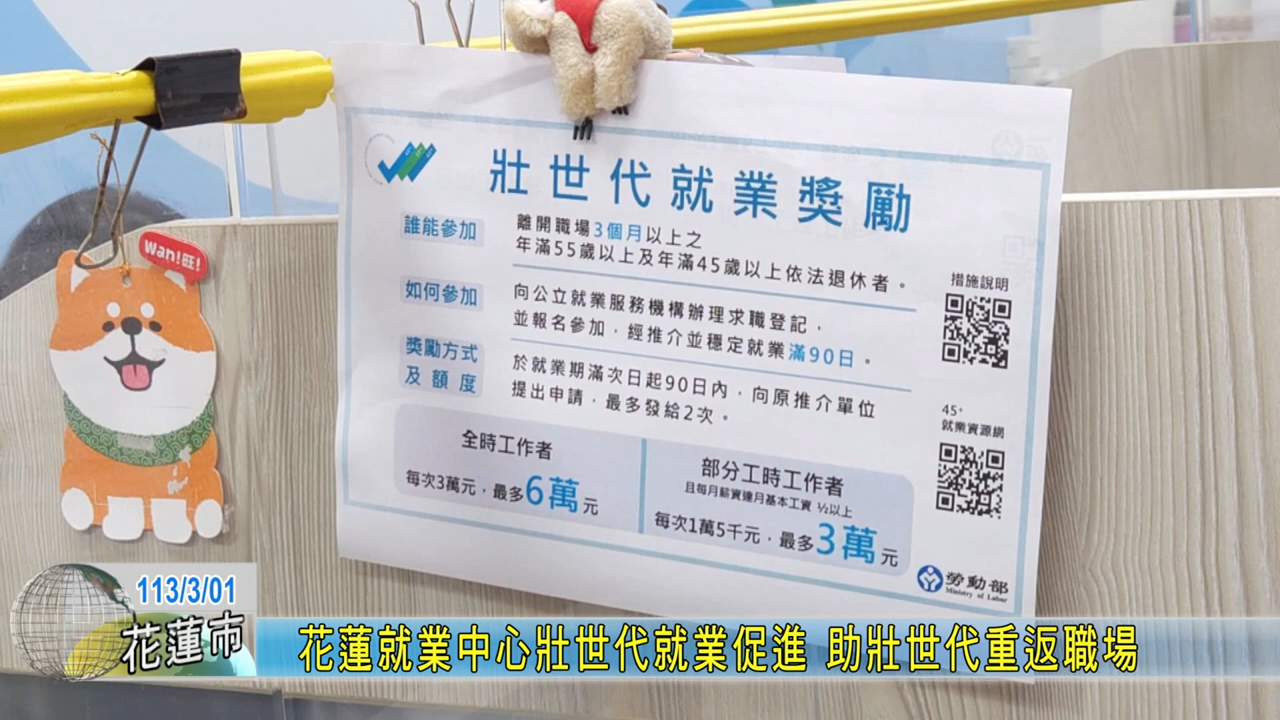 Wan!旺!
壯世代就業獎勵
誰能參加
離開職場3個月以上之
年滿55歲以上及年滿45歲以上依法退休者。
如何參加
向公立就業服務機構辦理求職登記，
並報名參加，經推介並穩定就業滿90日。
獎勵方式
及額度
於就業期滿次日起90日內，向原推介單位
提出申請，最多發給2次。
全時工作者
每次3萬元，最多6萬元
部分工時工作者
且每月薪資達月基本工資 ½以上
每次1萬5千元，最多3萬元
措施說明
45+
就業資源網
勞動部
Ministry of Labor
113/3/01
花蓮市
花蓮就業中心壯世代就業促進 助壯世代重返職場